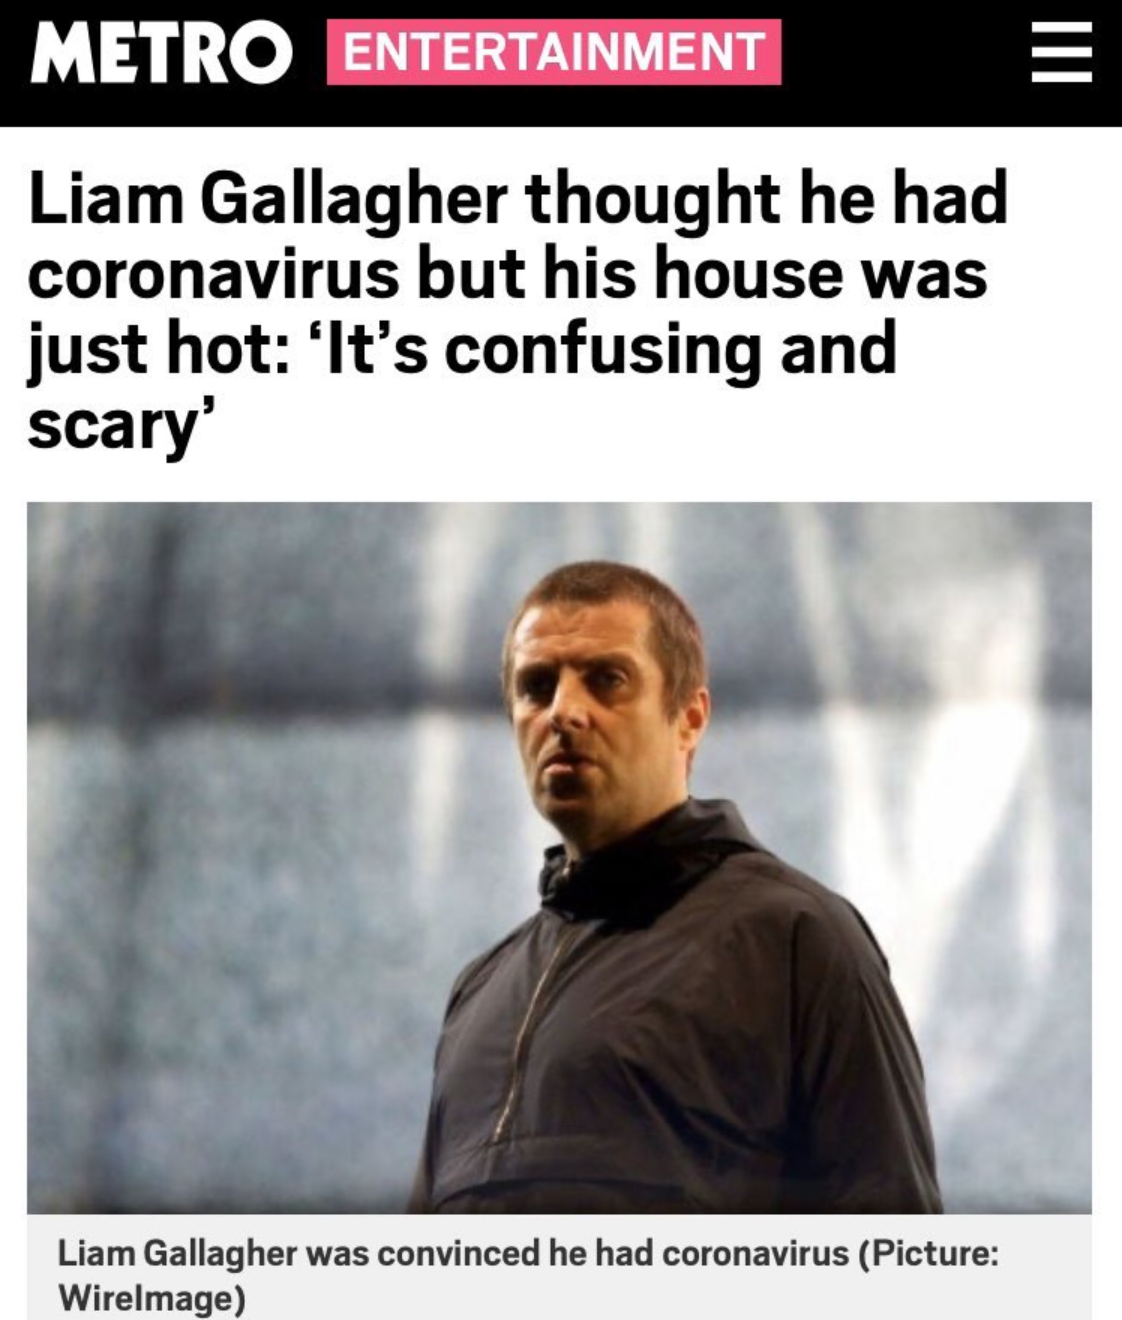 METRO ENTERTAINMENT
Liam Gallagher thought he had
coronavirus but his house was
just hot: ‘It’s confusing and
scary’
Liam Gallagher was convinced he had coronavirus (Picture:
WireImage)